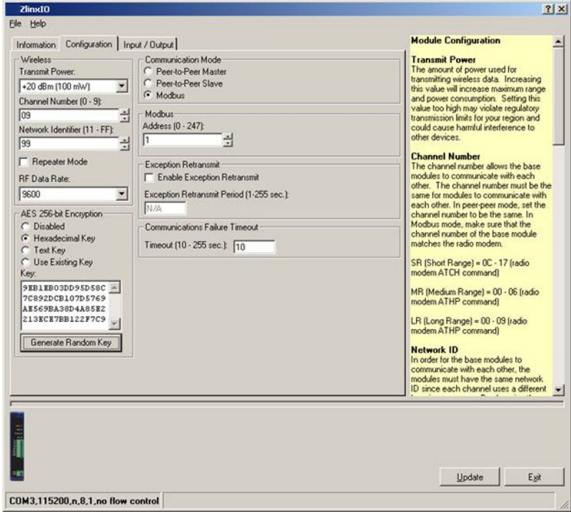 ZlinxIO
File Help
Information Configuration Input / Output
Wireless
Transmit Power:
+20 dBm (100 mW)
Channel Number (0 - 9):
09
Network Identifier (11 - FF):
99
Repeater Mode
RF Data Rate:
9600
AES 256-bit Encryption
Disabled
Hexadecimal Key
Text Key
Use Existing Key
Key:
9EB1EB03DD95D58C
7C892DCB107D5769
AE569BA38D4A85E2
213ECE7BB122F7C9
Generate Random Key
Communication Mode
Peer-to-Peer Master
Peer-to-Peer Slave
Modbus
Modbus
Address (0 - 247):
1
Exception Retransmit
Enable Exception Retransmit
Exception Retransmit Period (1-255 sec.):
N/A
Communications Failure Timeout
Timeout (10 - 255 sec.): 10
Module Configuration
Transmit Power
The amount of power used for
transmitting wireless data. Increasing
this value will increase maximum range
and power consumption. Setting this
value too high may violate regulatory
transmission limits for your region and
could cause harmful interference to
other devices.
Channel Number
The channel number allows the base
modules to communicate with each
other. The channel number must be the
same for modules to communicate with
each other. In peer-peer mode, set the
channel number to be the same. In
Modbus mode, make sure that the
channel number of the base module
matches the radio modem.
SR (Short Range) = 0C - 17 (radio
modem ATCH command)
MR (Medium Range) = 00 - 06 (radio
modem ATHP command)
LR (Long Range) = 00 - 09 (radio
modem ATHP command)
Network ID
In order for the base modules to
communicate with each other, the
modules must have the same network
ID since each channel uses a different
Update Exit
COM3,115200,n,8,1,no flow control